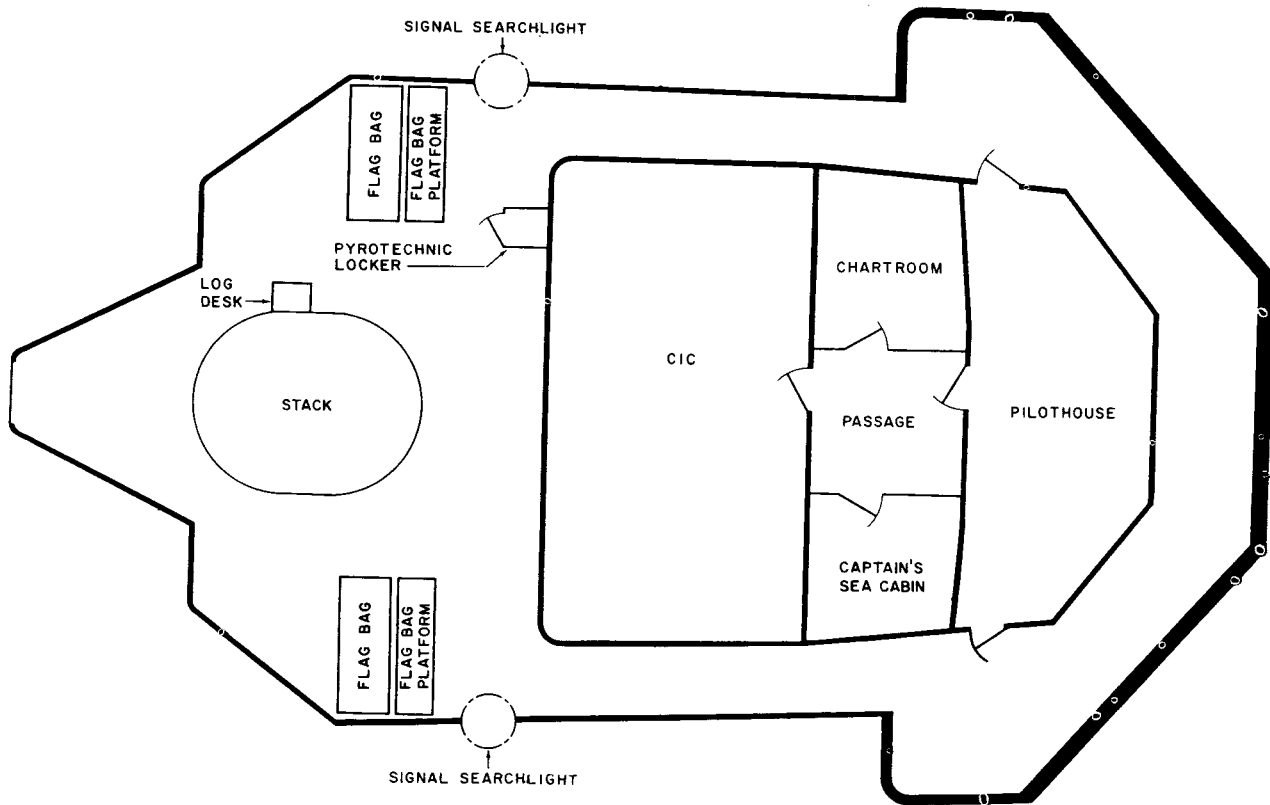 SIGNAL SEARCHLIGHT
FLAG BAG
FLAG BAG
PLATFORM
PYROTECHNIC
LOCKER
LOG
DESK
STACK
CIC
CHARTROOM
PASSAGE
PILOTHOUSE
CAPTAIN'S
SEA CABIN
FLAG BAG
FLAG BAG
PLATFORM
SIGNAL SEARCHLIGHT